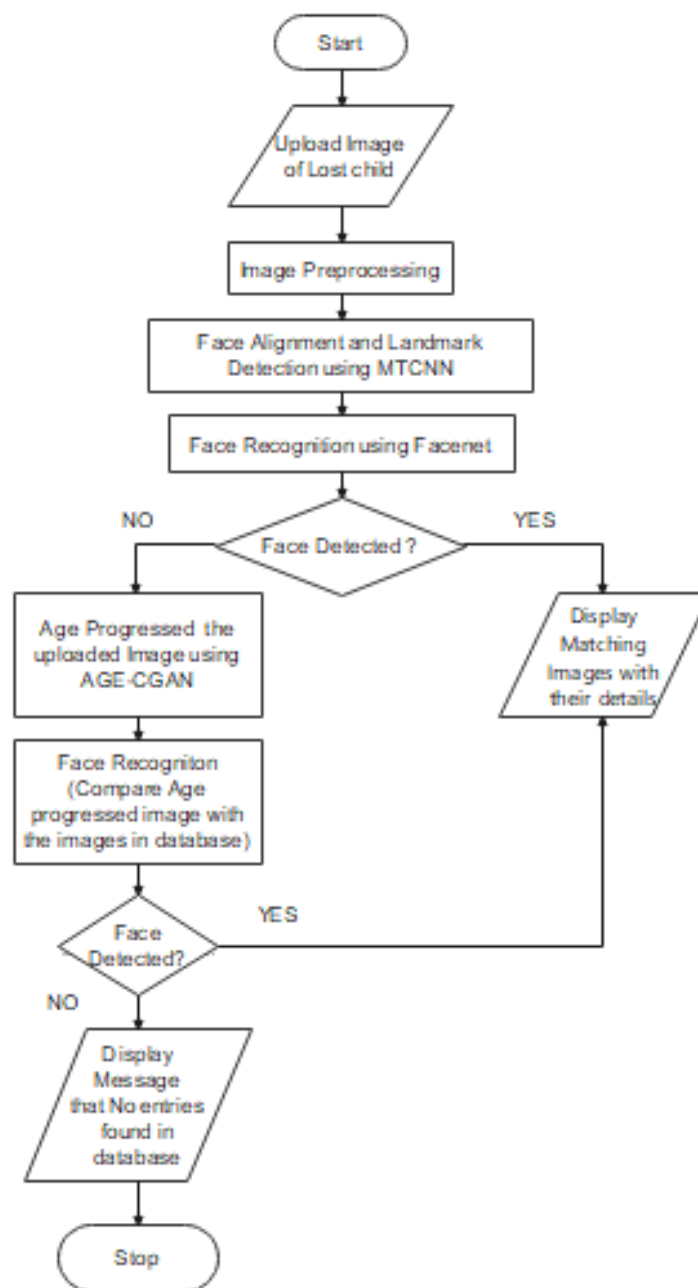 Start
Upload Image
of Lost child
Image Preprocessing
Face Alignment and Landmark
Detection using MTCNN
Face Recognition using Facenet
Face Detected ?
NO
YES
Age Progressed the
uploaded Image using
AGE-CGAN
Display
Matching
Images with
their details
Face Recogniton
(Compare Age
progressed image with
the images in database)
Face
Detected?
YES
NO
Display
Message
that No entries
found in
database
Stop